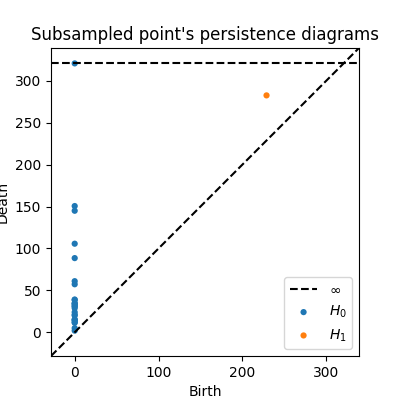 Subsampled point's persistence diagrams
300
250
200
150
100
50
0
Death
0 100 200 300
Birth
∞
H₀
H₁